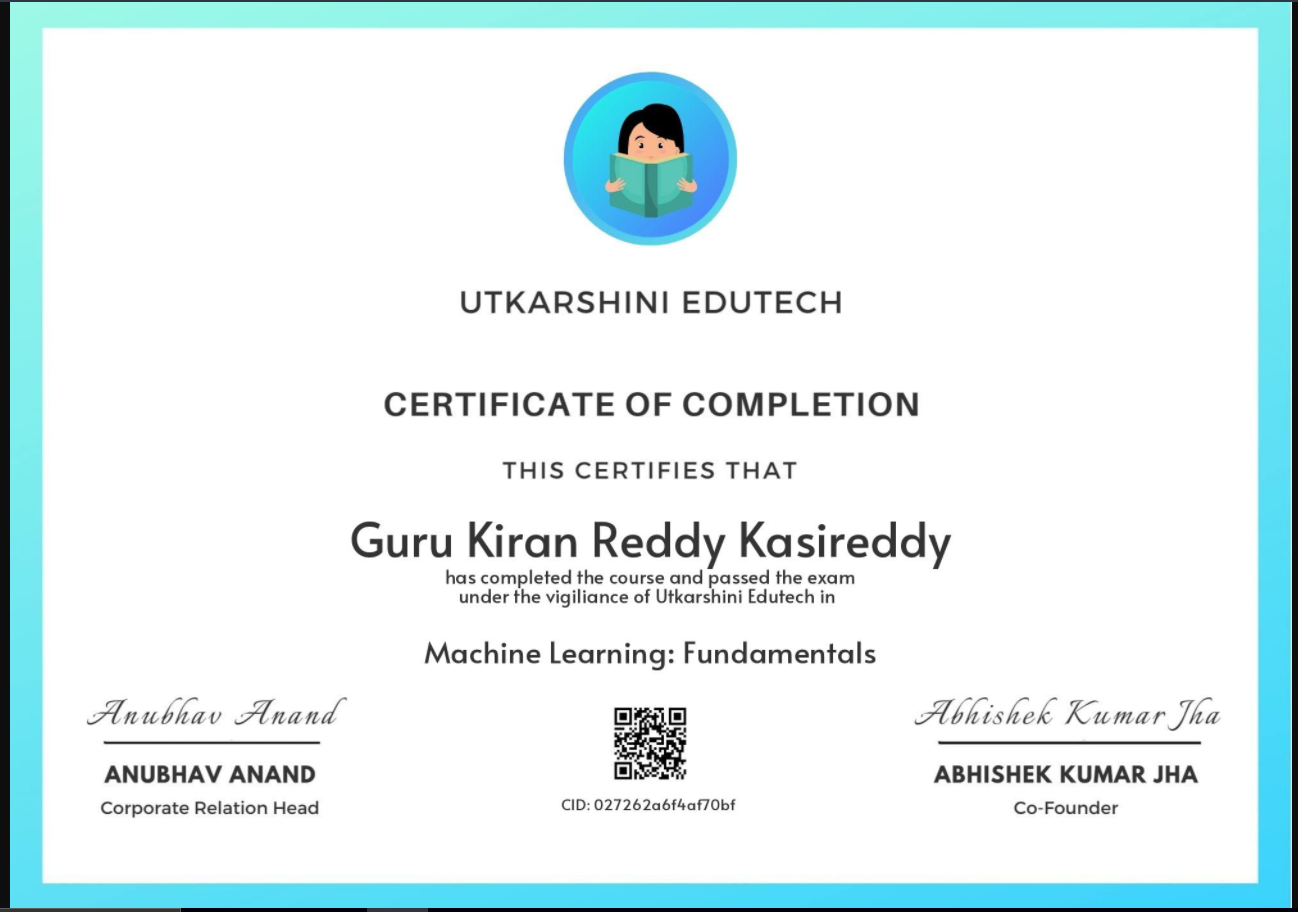 UTKARSHINI EDUTECH
CERTIFICATE OF COMPLETION
THIS CERTIFIES THAT
Guru Kiran Reddy Kasireddy
has completed the course and passed the exam
under the vigiliance of Utkarshini Edutech in
Machine Learning: Fundamentals
Anubhav Anand
ANUBHAV ANAND
Corporate Relation Head
CID: 027262a6f4af70bf
Abhishek Kumar Jha
ABHISHEK KUMAR JHA
Co-Founder